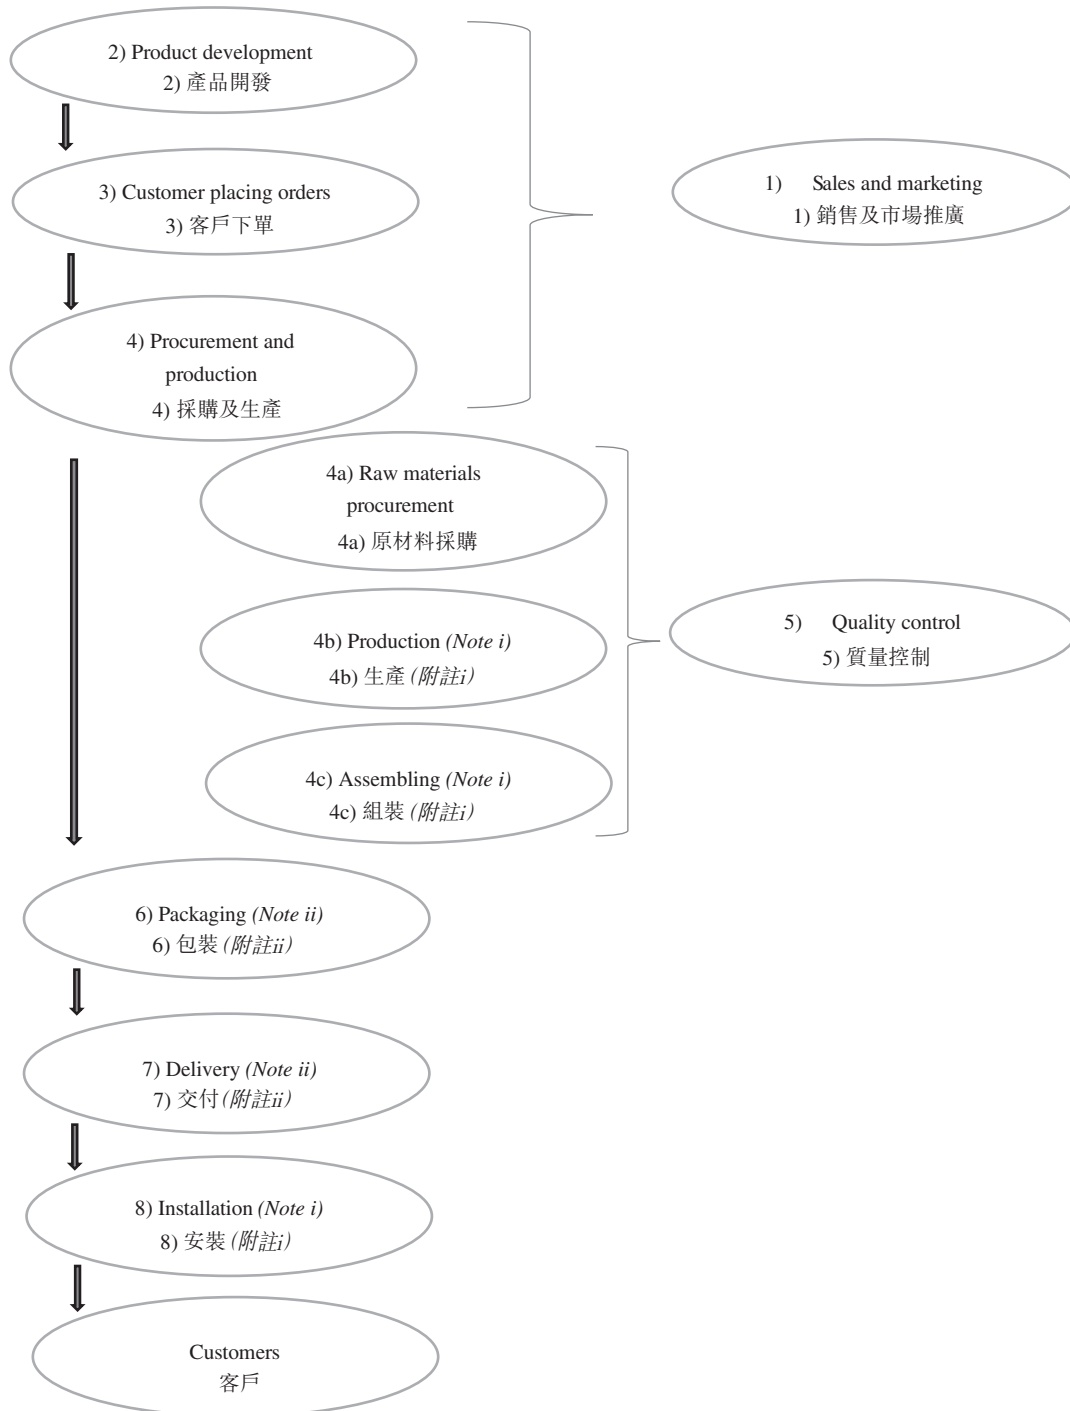 2) Product development
2) 產品開發
3) Customer placing orders
3) 客戶下單
1) Sales and marketing
1) 銷售及市場推廣
4) Procurement and
production
4) 採購及生產
4a) Raw materials
procurement
4a) 原材料採購
4b) Production (Note i)
4b) 生產 (附註i)
5) Quality control
5) 質量控制
4c) Assembling (Note i)
4c) 組裝 (附註i)
6) Packaging (Note ii)
6) 包裝 (附註ii)
7) Delivery (Note ii)
7) 交付 (附註ii)
8) Installation (Note i)
8) 安裝 (附註i)
Customers
客戶